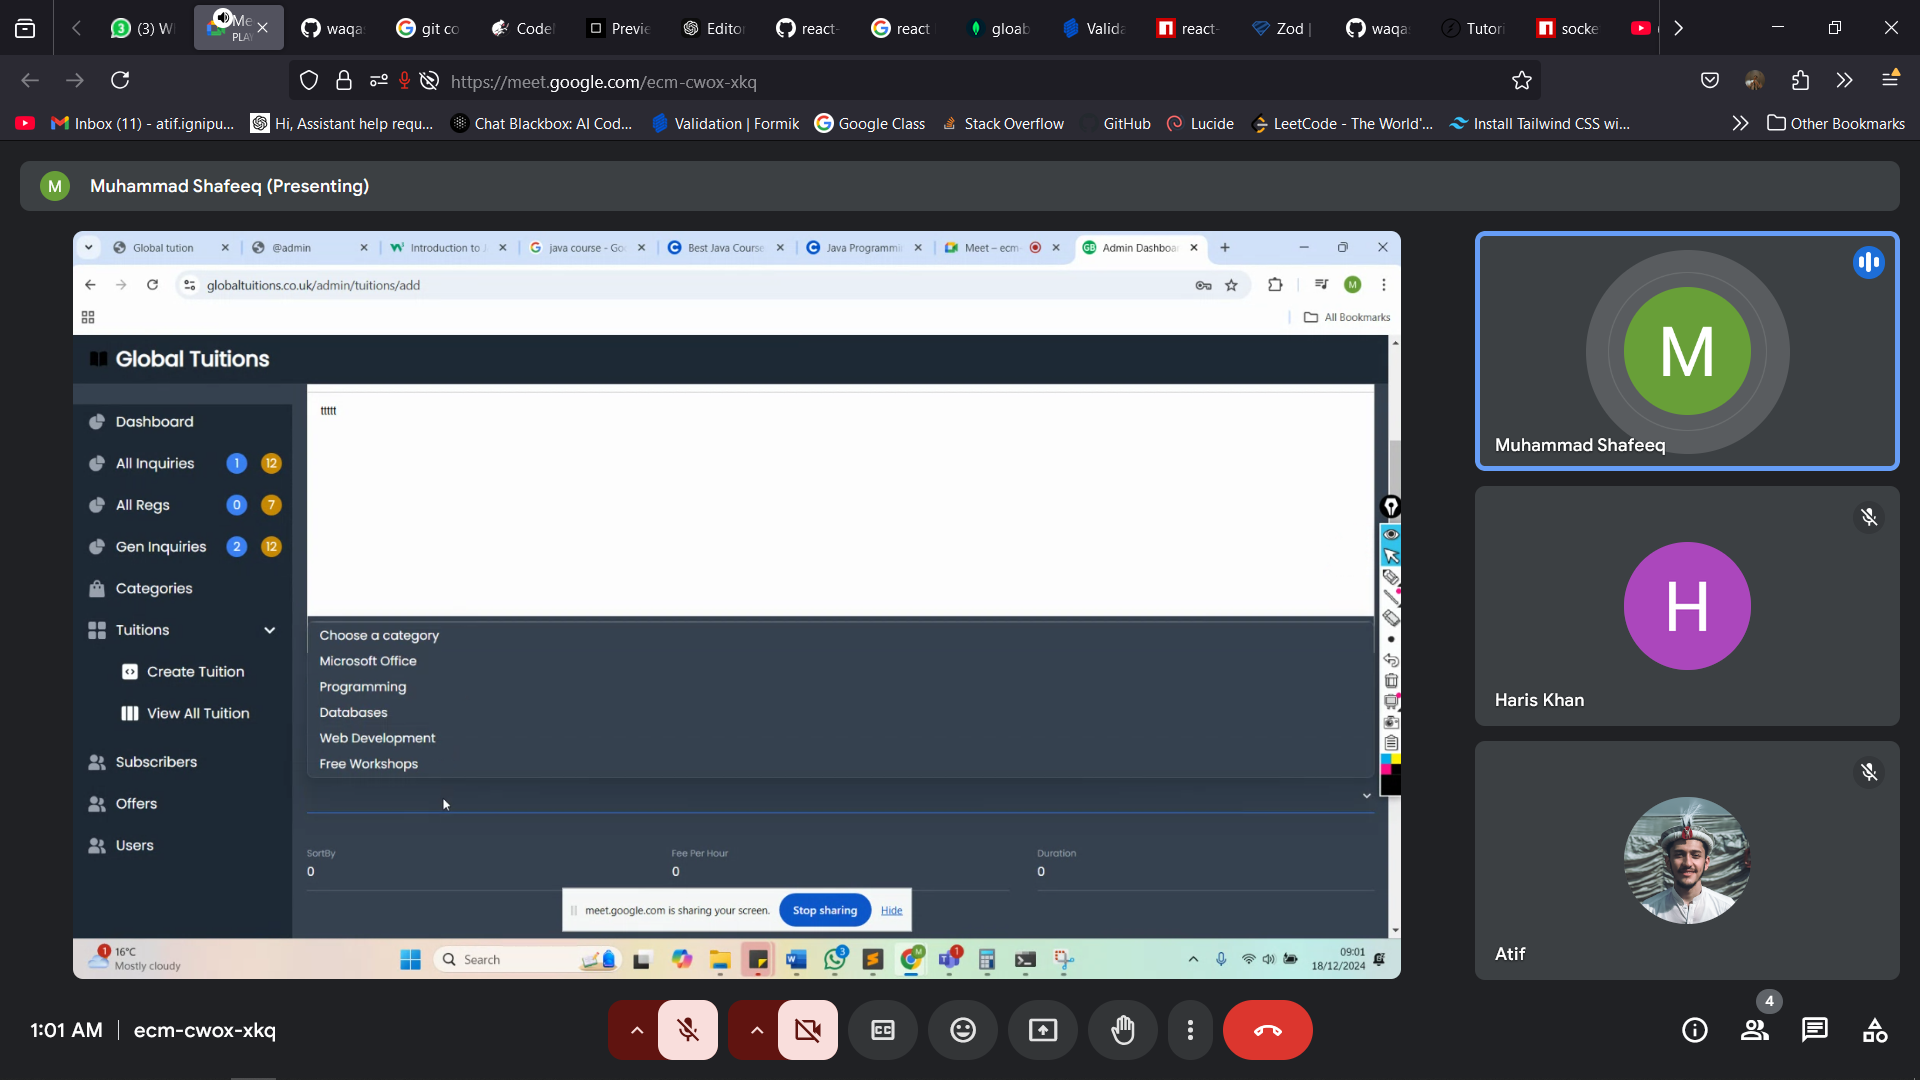 (3) W
Me
PLA
waqa
git co
Codel
Previe
Editor
react-
react
gloab
Valida
react-
Zod |
waqa
Tutori
socke
https://meet.google.com/ecm-cwox-xkq
Inbox (11) - atif.ignipu...
Hi, Assistant help requ...
Chat Blackbox: AI Cod...
Validation | Formik
Google Class
Stack Overflow
GitHub
Lucide
LeetCode - The World'...
Install Tailwind CSS wi...
Other Bookmarks
M
Muhammad Shafeeq (Presenting)
Global tution
@admin
Introduction to J
java course - Go
Best Java Course
Java Programmi
Meet – ecm-
Admin Dashboa
globaltuitions.co.uk/admin/tuitions/add
M
All Bookmarks
Global Tuitions
Dashboard
All Inquiries 1 12
All Regs 0 7
Gen Inquiries 2 12
Categories
Tuitions
Create Tuition
View All Tuition
Subscribers
Offers
Users
ttttt
Choose a category
Microsoft Office
Programming
Databases
Web Development
Free Workshops
SortBy
0
Fee Per Hour
0
Duration
0
meet.google.com is sharing your screen.
Stop sharing
Hide
1
16°C
Mostly cloudy
Search
3
1
09:01
18/12/2024
M
Muhammad Shafeeq
H
Haris Khan
Atif
1:01 AM
ecm-cwox-xkq
4